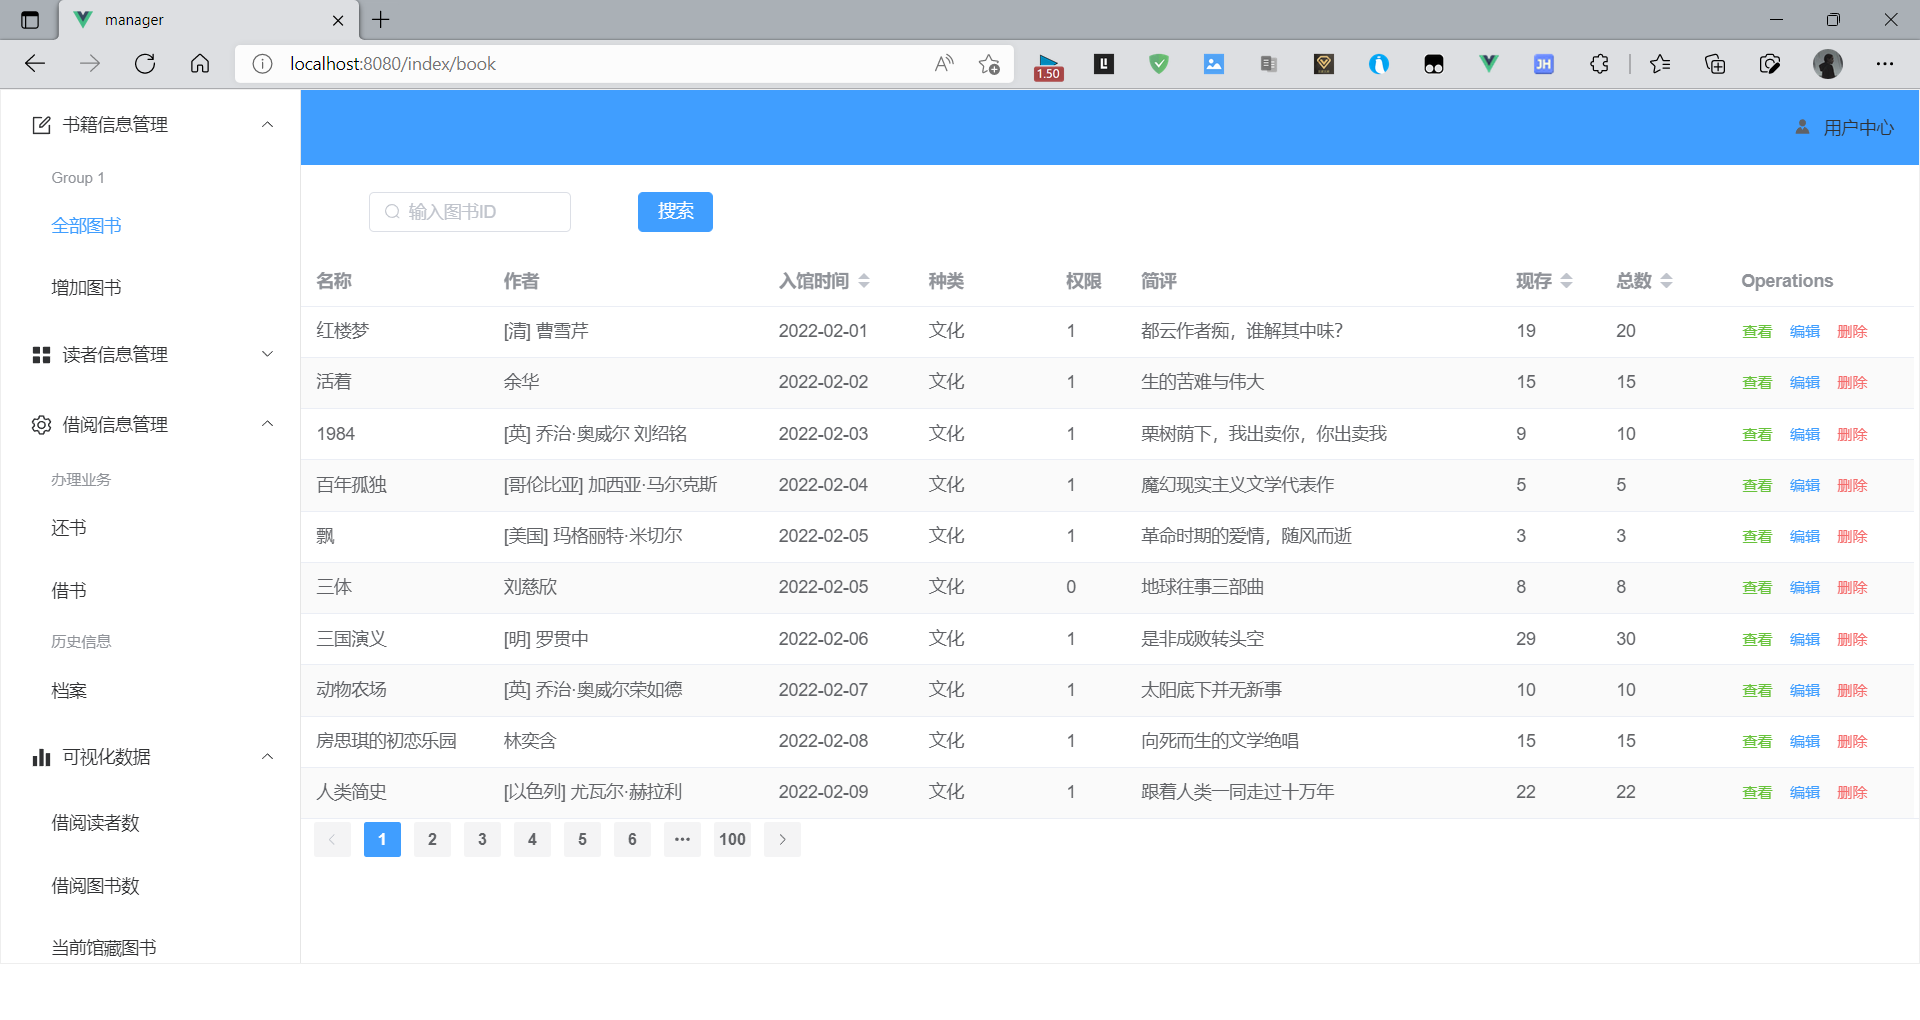 manager
localhost:8080/index/book
1.50
JH
书籍信息管理
Group 1
全部图书
增加图书
读者信息管理
借阅信息管理
办理业务
还书
借书
历史信息
档案
可视化数据
借阅读者数
借阅图书数
当前馆藏图书
用户中心
输入图书ID 搜索
名称 作者 入馆时间 种类 权限 简评 现存 总数 Operations
红楼梦 [清] 曹雪芹 2022-02-01 文化 1 都云作者痴，谁解其中味? 19 20 查看 编辑 删除
活着 余华 2022-02-02 文化 1 生的苦难与伟大 15 15 查看 编辑 删除
1984 [英] 乔治·奥威尔 刘绍铭 2022-02-03 文化 1 栗树荫下，我出卖你，你出卖我 9 10 查看 编辑 删除
百年孤独 [哥伦比亚] 加西亚·马尔克斯 2022-02-04 文化 1 魔幻现实主义文学代表作 5 5 查看 编辑 删除
飘 [美国] 玛格丽特·米切尔 2022-02-05 文化 1 革命时期的爱情，随风而逝 3 3 查看 编辑 删除
三体 刘慈欣 2022-02-05 文化 0 地球往事三部曲 8 8 查看 编辑 删除
三国演义 [明] 罗贯中 2022-02-06 文化 1 是非成败转头空 29 30 查看 编辑 删除
动物农场 [英] 乔治·奥威尔荣如德 2022-02-07 文化 1 太阳底下并无新事 10 10 查看 编辑 删除
房思琪的初恋乐园 林奕含 2022-02-08 文化 1 向死而生的文学绝唱 15 15 查看 编辑 删除
人类简史 [以色列] 尤瓦尔·赫拉利 2022-02-09 文化 1 跟着人类一同走过十万年 22 22 查看 编辑 删除
1 2 3 4 5 6 ··· 100